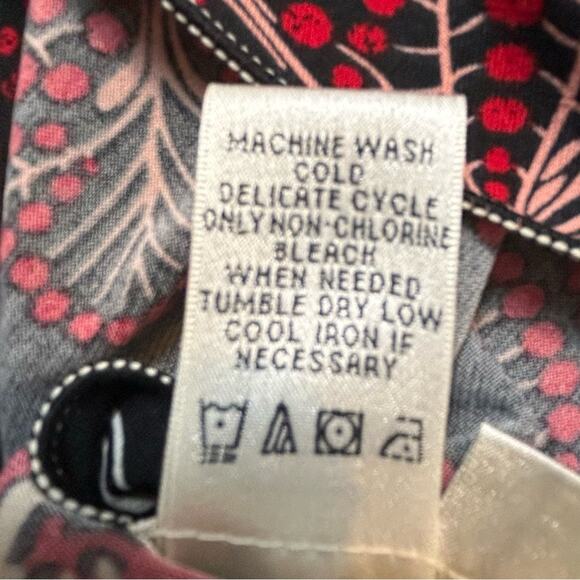 MACHINE WASH
COLD
DELICATE CYCLE
ONLY NON-CHLORINE
BLEACH
WHEN NEEDED
TUMBLE DRY LOW
COOL IRON IF
NECESSARY